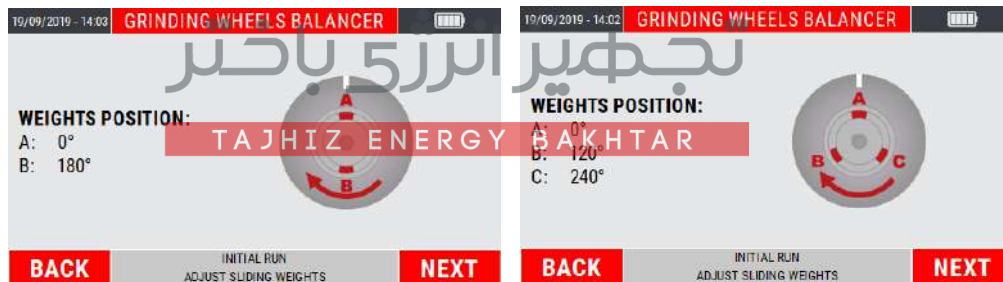 19/09/2019 - 14:03 GRINDING WHEELS BALANCER
WEIGHTS POSITION:
A: 0°
B: 180°
A
B
BACK
INITIAL RUN
ADJUST SLIDING WEIGHTS
NEXT
19/09/2019 - 14:02 GRINDING WHEELS BALANCER
WEIGHTS POSITION:
A: 0°
B: 120°
C: 240°
A
B
C
BACK
INITIAL RUN
ADJUST SLIDING WEIGHTS
NEXT
تجهیز انرژی باختر
TAJHIZ ENERGY BAKHTAR